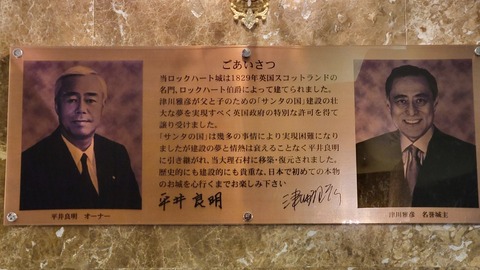 ごあいさつ
当ロックハート城は1829年英国スコットランドの
名門、ロックハート伯爵によって建てられました。
津川雅彦が父と子のための「サンタの国」建設の壮
大な夢を実現すべく英国政府の特別な許可を得て
譲り受けました。
「サンタの国」は幾多の事情により実現困難になり
ましたが建設の夢と情熱は衰えることなく平井良明
に引き継がれ、当大理石村に移築・復元されました。
歴史的にも建設的にも貴重な、日本で初めての本物
のお城を心行くまでお楽しみ下さい
平井良明
津川雅彦
平井良明 オーナー
津川雅彦 名誉城主